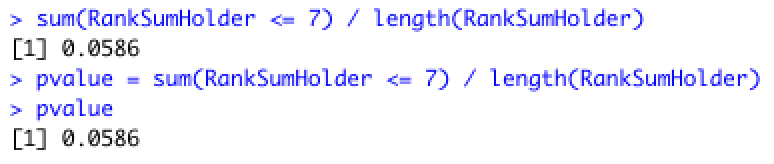 > sum(RankSumHolder <= 7) / length(RankSumHolder)
[1] 0.0586
> pvalue = sum(RankSumHolder <= 7) / length(RankSumHolder)
> pvalue
[1] 0.0586